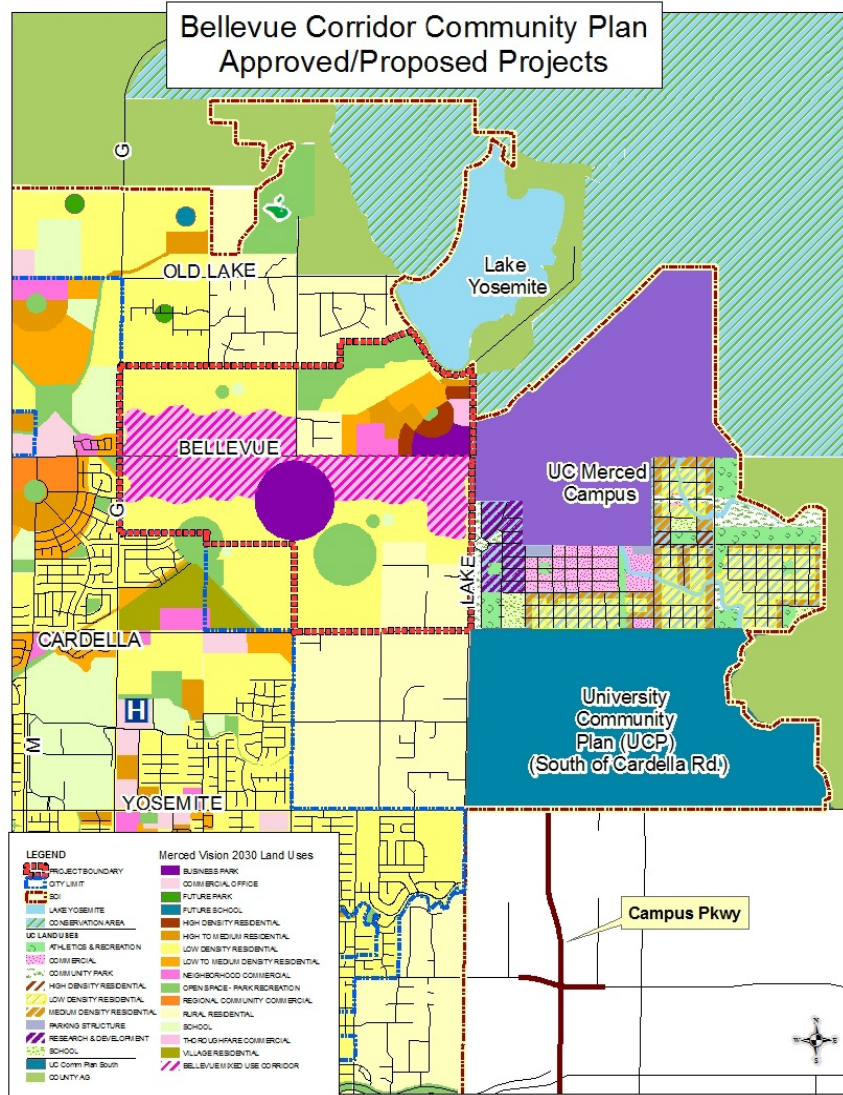 Bellevue Corridor Community Plan
Approved/Proposed Projects
G
OLD LAKE
Lake
Yosemite
BELLEVUE
UC Merced
Campus
G
LAKE
CARDELLA
University
Community
Plan (UCP)
(South of Cardella Rd.)
H
M
YOSEMITE
Campus Pkwy
LEGEND
PROJECT BOUNDARY
CITY LIMIT
SOI
LAKE YOSEMITE
CONSERVATION AREA
UC LAND USES
ATHLETICS & RECREATION
COMMERCIAL
COMMUNITY PARK
HIGH DENSITY RESIDENTIAL
LOW DENSITY RESIDENTIAL
MEDIUM DENSITY RESIDENTIAL
PARKING STRUCTURE
RESEARCH & DEVELOPMENT
SCHOOL
UC Comm Plan South
COUNTY AG
Merced Vision 2030 Land Uses
BUSINESS PARK
COMMERCIAL OFFICE
FUTURE PARK
FUTURE SCHOOL
HIGH DENSITY RESIDENTIAL
HIGH TO MEDIUM RESIDENTIAL
LOW DENSITY RESIDENTIAL
LOW TO MEDIUM DENSITY RESIDENTIAL
NEIGHBORHOOD COMMERCIAL
OPEN SPACE - PARK RECREATION
REGIONAL COMMUNITY COMMERCIAL
RURAL RESIDENTIAL
SCHOOL
THOROUGHFARE COMMERCIAL
VILLAGE RESIDENTIAL
BELLEVUE MIXED USE CORRIDOR
N
W E
S